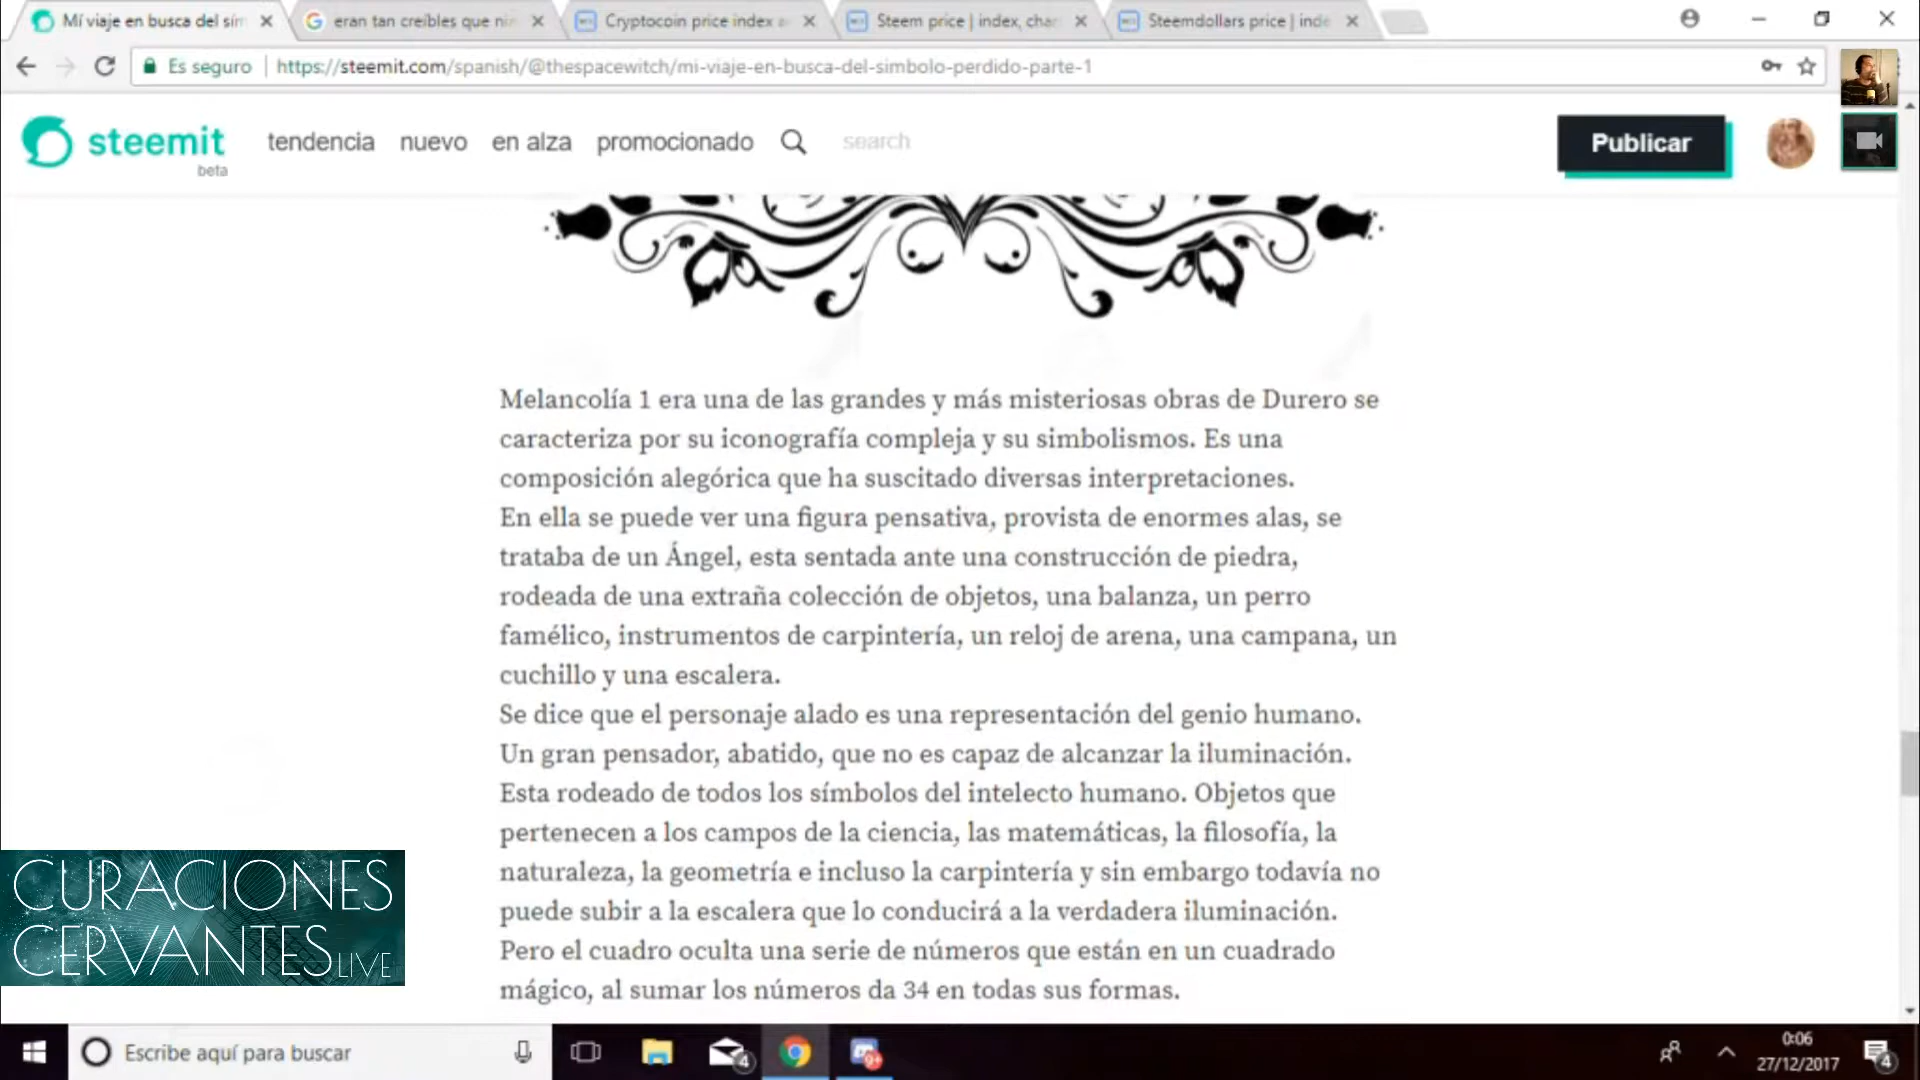 Mí viaje en busca del sím
eran tan creíbles que nin
Cryptocoin price index a
Steem price | index, char
Steemdollars price | inde
Es seguro
https://steemit.com/spanish/@thespacewitch/mi-viaje-en-busca-del-simbolo-perdido-parte-1
steemit
beta
tendencia nuevo en alza promocionado search
Publicar
Melancolía 1 era una de las grandes y más misteriosas obras de Durero se
caracteriza por su iconografía compleja y su simbolismos. Es una
composición alegórica que ha suscitado diversas interpretaciones.
En ella se puede ver una figura pensativa, provista de enormes alas, se
trataba de un Ángel, esta sentada ante una construcción de piedra,
rodeada de una extraña colección de objetos, una balanza, un perro
famélico, instrumentos de carpintería, un reloj de arena, una campana, un
cuchillo y una escalera.
Se dice que el personaje alado es una representación del genio humano.
Un gran pensador, abatido, que no es capaz de alcanzar la iluminación.
Esta rodeado de todos los símbolos del intelecto humano. Objetos que
pertenecen a los campos de la ciencia, las matemáticas, la filosofía, la
naturaleza, la geometría e incluso la carpintería y sin embargo todavía no
puede subir a la escalera que lo conducirá a la verdadera iluminación.
Pero el cuadro oculta una serie de números que están en un cuadrado
mágico, al sumar los números da 34 en todas sus formas.
CURACIONES
CERVANTES LIVE
Escribe aquí para buscar
4
9+
0:06
27/12/2017
4